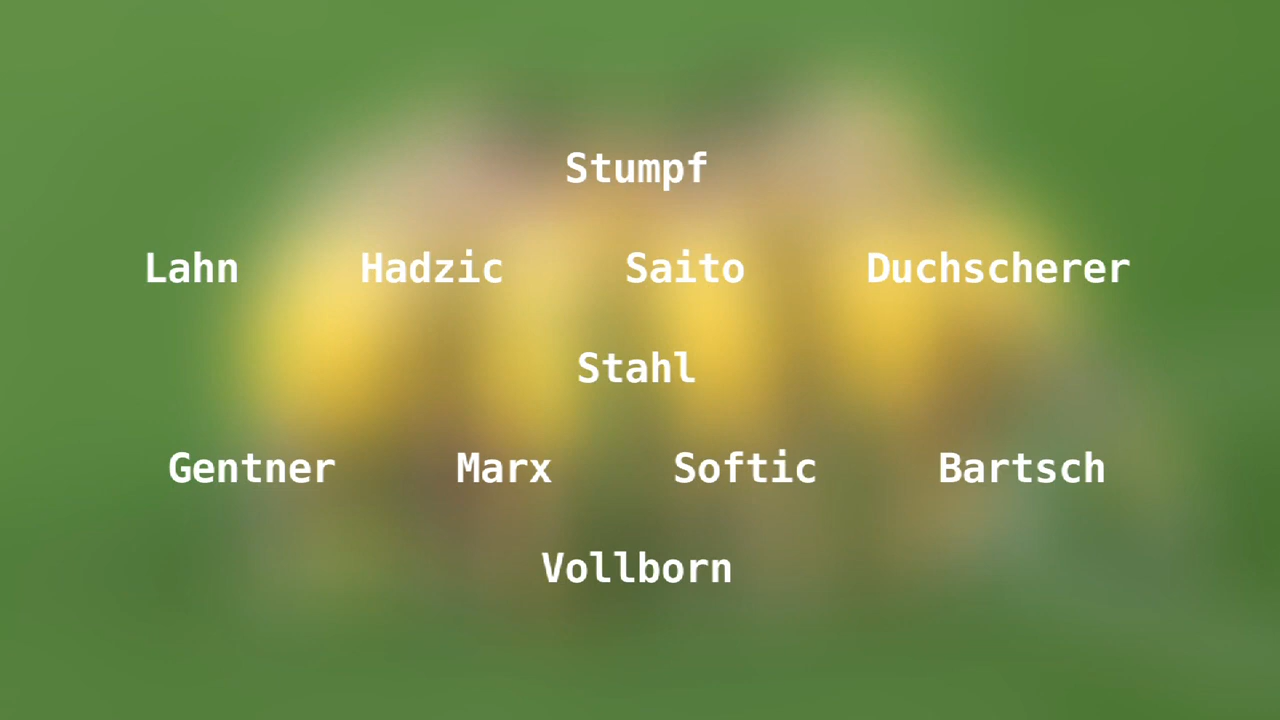 Stumpf
Lahn Hadzic Saito Duchscherer
Stahl
Gentner Marx Softic Bartsch
Vollborn